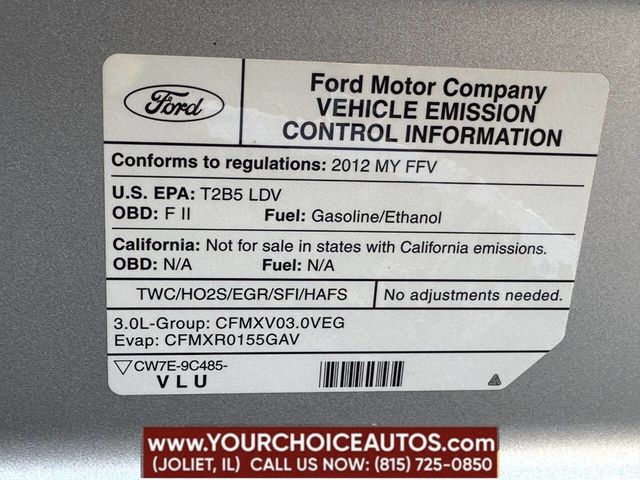 Ford
Ford Motor Company
VEHICLE EMISSION
CONTROL INFORMATION
Conforms to regulations: 2012 MY FFV
U.S. EPA: T2B5 LDV
OBD: F II Fuel: Gasoline/Ethanol
California: Not for sale in states with California emissions.
OBD: N/A Fuel: N/A
TWC/HO2S/EGR/SFI/HAFS No adjustments needed.
3.0L-Group: CFMXV03.0VEG
Evap: CFMXR0155GAV
CW7E-9C485-
VLU
WWW.YOURCHOICEAUTOS.COM
(JOLIET, IL) CALL US NOW: (815) 725-0850